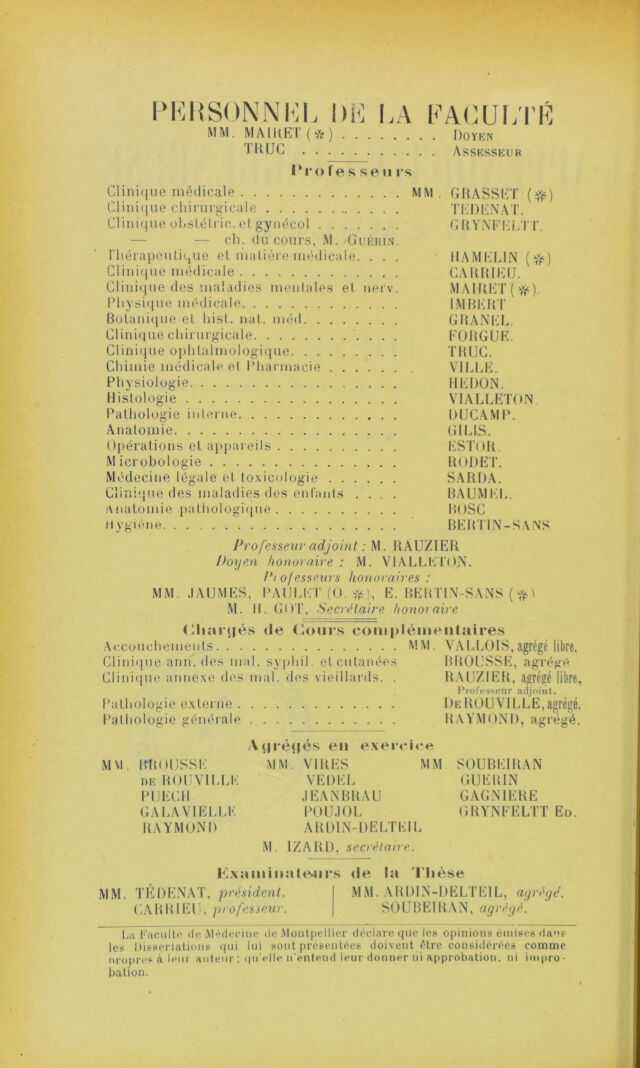 PERSONNEL DE LA FACULTÉ
MM. MAIRET (✻) . . . . . . . . DOYEN
TRUC . . . . . . . . . . . ASSESSEUR
Professeurs
Clinique médicale . . . . . . . . . . . . . MM. GRASSET (✻)
Clinique chirurgicale . . . . . . . . . . . TEDENAT.
Clinique obstétric. et gynécol . . . . . . . GRYNFELTT.
— — ch. du cours, M. GUÉRIN.
Thérapeutique et matière médicale. . . . HAMELIN (✻)
Clinique médicale . . . . . . . . . . . . . CARRIEU.
Clinique des maladies mentales et nerv. MAIRET (✻).
Physique médicale. . . . . . . . . . . . . IMBERT
Botanique et hist. nat. méd. . . . . . . . GRANEL.
Clinique chirurgicale. . . . . . . . . . . . FORGUE.
Clinique ophtalmologique. . . . . . . . . TRUC.
Chimie médicale et Pharmacie . . . . . . VILLE.
Physiologie. . . . . . . . . . . . . . . . . HEDON.
Histologie . . . . . . . . . . . . . . . . . VIALLETON.
Pathologie interne. . . . . . . . . . . . . DUCAMP.
Anatomie. . . . . . . . . . . . . . . . . . GILIS.
Opérations et appareils . . . . . . . . . . ESTOR.
Microbologie . . . . . . . . . . . . . . . RODET.
Médecine légale et toxicologie . . . . . . SARDA.
Clinique des maladies des enfants . . . . BAUMEL.
Anatomie pathologique . . . . . . . . . . BOSC
Hygiène. . . . . . . . . . . . . . . . . . BERTIN-SANS
Professeur adjoint : M. RAUZIER
Doyen honoraire : M. VIALLETON.
Professeurs honoraires :
MM. JAUMES, PAULET (O. ✻), E. BERTIN-SANS (✻)
M. H. GOT, Secrétaire honoraire
Chargés de Cours complémentaires
Accouchements. . . . . . . . . . . . . . MM. VALLOIS, agrégé libre.
Clinique ann. des mal. syphil. et cutanées BROUSSE, agrégé
Clinique annexe des mal. des vieillards. . RAUZIER, agrégé libre,
Professeur adjoint.
Pathologie externe . . . . . . . . . . . . DE ROUVILLE, agrégé.
Pathologie générale . . . . . . . . . . . RAYMOND, agrégé.
Agrégés en exercice
MM. BROUSSE MM. VIRES MM. SOUBEIRAN
DE ROUVILLE VEDEL GUERIN
PUECH JEANBRAU GAGNIERE
GALAVIELLE POUJOL GRYNFELTT ED.
RAYMOND ARDIN-DELTEIL
M. IZARD, secrétaire.
Examinateurs de la Thèse
MM. TÉDENAT, président. MM. ARDIN-DELTEIL, agrégé.
CARRIEU, professeur. SOUBEIRAN, agrégé.
La Faculté de Médecine de Montpellier déclare que les opinions émises dans
les Dissertations qui lui sont présentées doivent être considérées comme
propres à leur auteur; qu'elle n'entend leur donner ni approbation, ni impro-
bation.